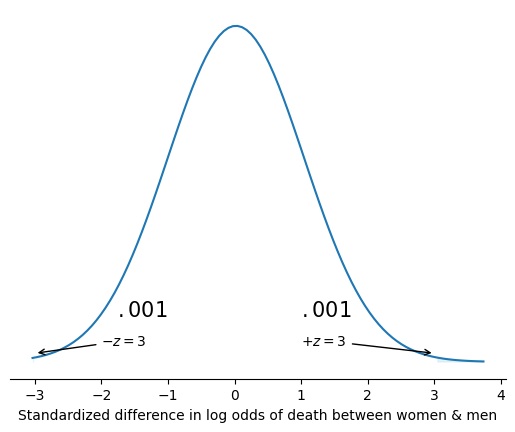 .001 .001
−z = 3 +z = 3
−3 −2 −1 0 1 2 3 4
Standardized difference in log odds of death between women & men